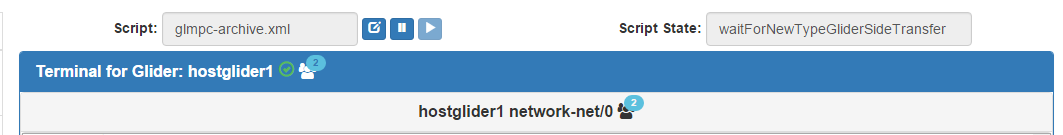 Script: glmpc-archive.xml Script State: waitForNewTypeGliderSideTransfer
Terminal for Glider: hostglider1 2
hostglider1 network-net/0 2